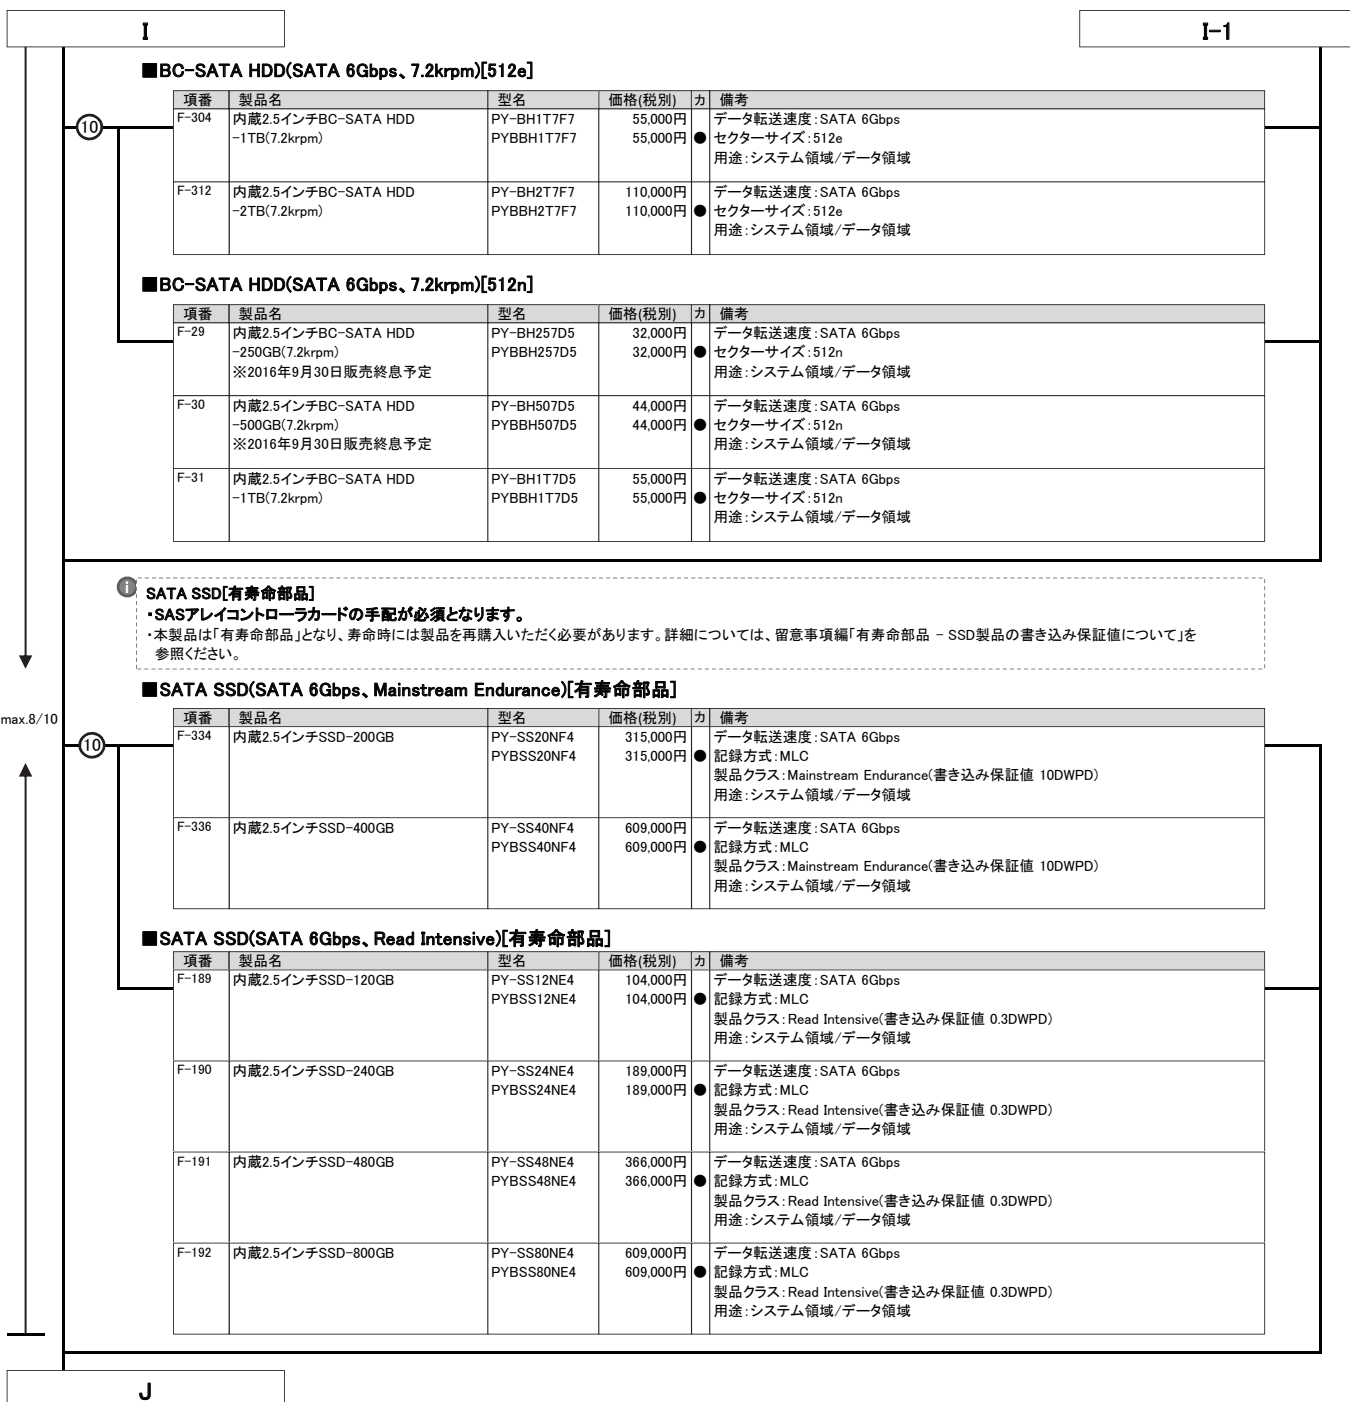 I
I-1
■BC-SATA HDD(SATA 6Gbps、7.2krpm)[512e]
項番 製品名 型名 価格(税別) カ 備考
F-304 内蔵2.5インチBC-SATA HDD PY-BH1T7F7 55,000円 データ転送速度:SATA 6Gbps
-1TB(7.2krpm) PYBBH1T7F7 55,000円 ● セクターサイズ:512e
用途:システム領域/データ領域
F-312 内蔵2.5インチBC-SATA HDD PY-BH2T7F7 110,000円 データ転送速度:SATA 6Gbps
-2TB(7.2krpm) PYBBH2T7F7 110,000円 ● セクターサイズ:512e
用途:システム領域/データ領域
⑩
■BC-SATA HDD(SATA 6Gbps、7.2krpm)[512n]
項番 製品名 型名 価格(税別) カ 備考
F-29 内蔵2.5インチBC-SATA HDD PY-BH257D5 32,000円 データ転送速度:SATA 6Gbps
-250GB(7.2krpm) PYBBH257D5 32,000円 ● セクターサイズ:512n
※2016年9月30日販売終息予定 用途:システム領域/データ領域
F-30 内蔵2.5インチBC-SATA HDD PY-BH507D5 44,000円 データ転送速度:SATA 6Gbps
-500GB(7.2krpm) PYBBH507D5 44,000円 ● セクターサイズ:512n
※2016年9月30日販売終息予定 用途:システム領域/データ領域
F-31 内蔵2.5インチBC-SATA HDD PY-BH1T7D5 55,000円 データ転送速度:SATA 6Gbps
-1TB(7.2krpm) PYBBH1T7D5 55,000円 ● セクターサイズ:512n
用途:システム領域/データ領域
i
SATA SSD[有寿命部品]
・SASアレイコントローラカードの手配が必須となります。
・本製品は「有寿命部品」となり、寿命時には製品を再購入いただく必要があります。詳細については、留意事項編「有寿命部品 - SSD製品の書き込み保証値について」を
参照ください。
■SATA SSD(SATA 6Gbps、Mainstream Endurance)[有寿命部品]
max.8/10
項番 製品名 型名 価格(税別) カ 備考
F-334 内蔵2.5インチSSD-200GB PY-SS20NF4 315,000円 データ転送速度:SATA 6Gbps
PYBSS20NF4 315,000円 ● 記録方式:MLC
製品クラス:Mainstream Endurance(書き込み保証値 10DWPD)
用途:システム領域/データ領域
F-336 内蔵2.5インチSSD-400GB PY-SS40NF4 609,000円 データ転送速度:SATA 6Gbps
PYBSS40NF4 609,000円 ● 記録方式:MLC
製品クラス:Mainstream Endurance(書き込み保証値 10DWPD)
用途:システム領域/データ領域
⑩
■SATA SSD(SATA 6Gbps、Read Intensive)[有寿命部品]
項番 製品名 型名 価格(税別) カ 備考
F-189 内蔵2.5インチSSD-120GB PY-SS12NE4 104,000円 データ転送速度:SATA 6Gbps
PYBSS12NE4 104,000円 ● 記録方式:MLC
製品クラス:Read Intensive(書き込み保証値 0.3DWPD)
用途:システム領域/データ領域
F-190 内蔵2.5インチSSD-240GB PY-SS24NE4 189,000円 データ転送速度:SATA 6Gbps
PYBSS24NE4 189,000円 ● 記録方式:MLC
製品クラス:Read Intensive(書き込み保証値 0.3DWPD)
用途:システム領域/データ領域
F-191 内蔵2.5インチSSD-480GB PY-SS48NE4 366,000円 データ転送速度:SATA 6Gbps
PYBSS48NE4 366,000円 ● 記録方式:MLC
製品クラス:Read Intensive(書き込み保証値 0.3DWPD)
用途:システム領域/データ領域
F-192 内蔵2.5インチSSD-800GB PY-SS80NE4 609,000円 データ転送速度:SATA 6Gbps
PYBSS80NE4 609,000円 ● 記録方式:MLC
製品クラス:Read Intensive(書き込み保証値 0.3DWPD)
用途:システム領域/データ領域
J